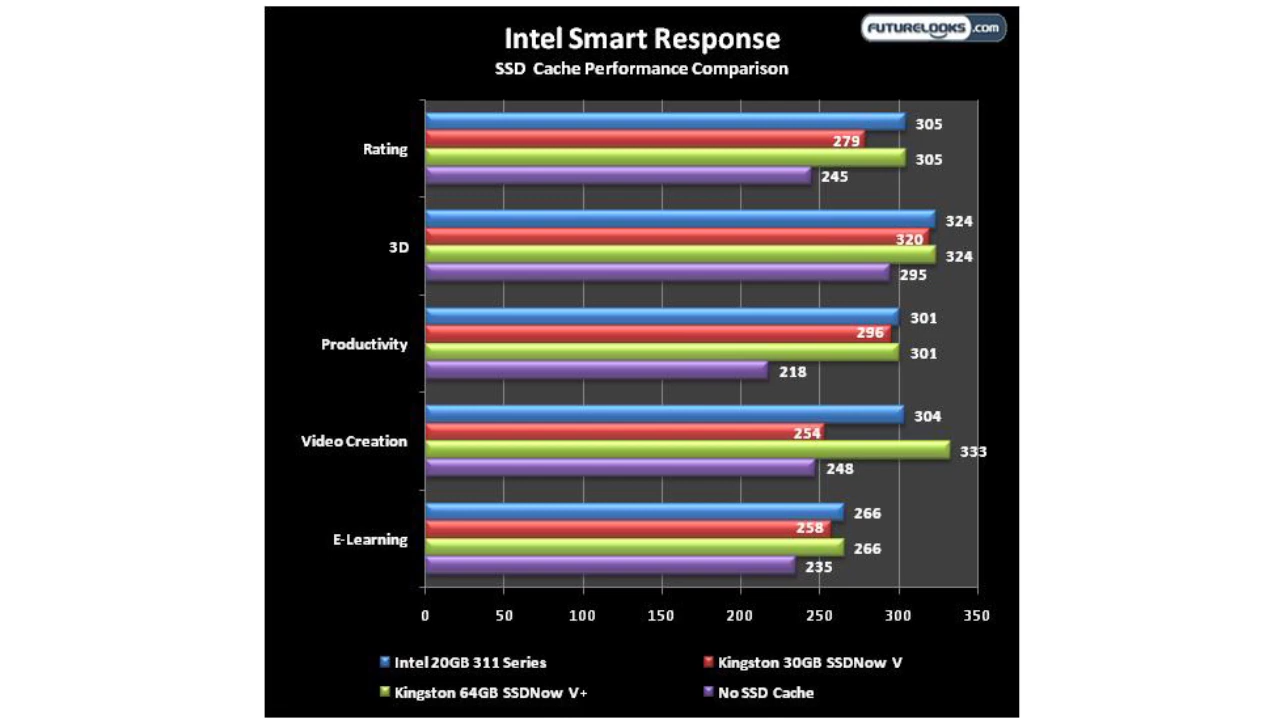 FUTURELOOKS.com
Intel Smart Response
SSD Cache Performance Comparison
Rating
305
279
305
245
3D
324
320
324
295
Productivity
301
296
301
218
Video Creation
304
254
333
248
E-Learning
266
258
266
235
0 50 100 150 200 250 300 350
Intel 20GB 311 Series
Kingston 30GB SSDNow V
Kingston 64GB SSDNow V+
No SSD Cache